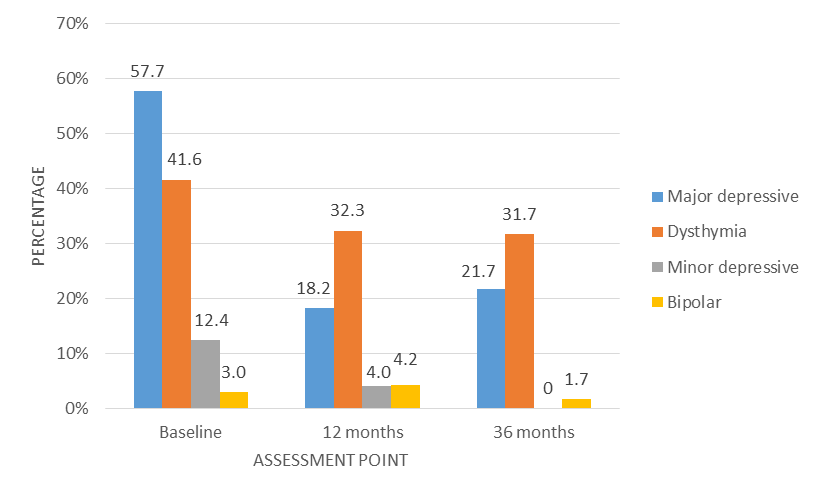 70%
60%
50%
40%
30%
20%
10%
0%
PERCENTAGE
57.7
41.6
12.4
3.0
18.2
32.3
4.0
4.2
21.7
31.7
0
1.7
Baseline
12 months
36 months
ASSESSMENT POINT
Major depressive
Dysthymia
Minor depressive
Bipolar